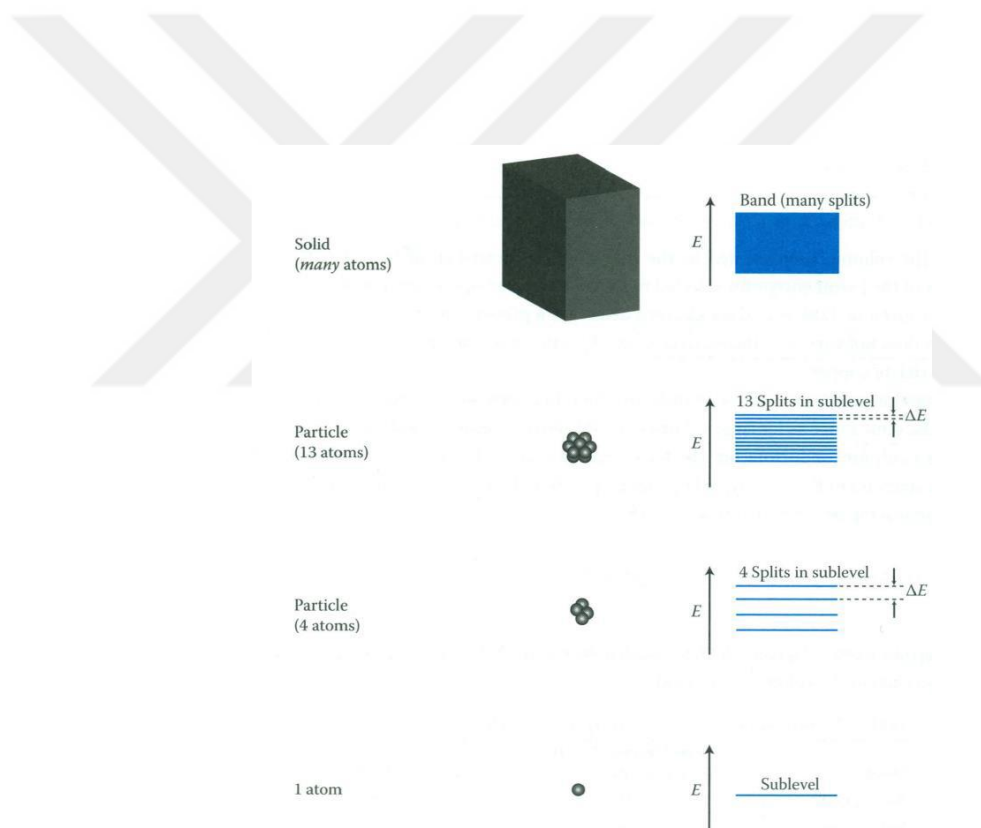 Band (many splits)
E
Solid
(many atoms)
13 Splits in sublevel
ΔE
Particle
(13 atoms)
E
4 Splits in sublevel
ΔE
Particle
(4 atoms)
E
Sublevel
1 atom
E